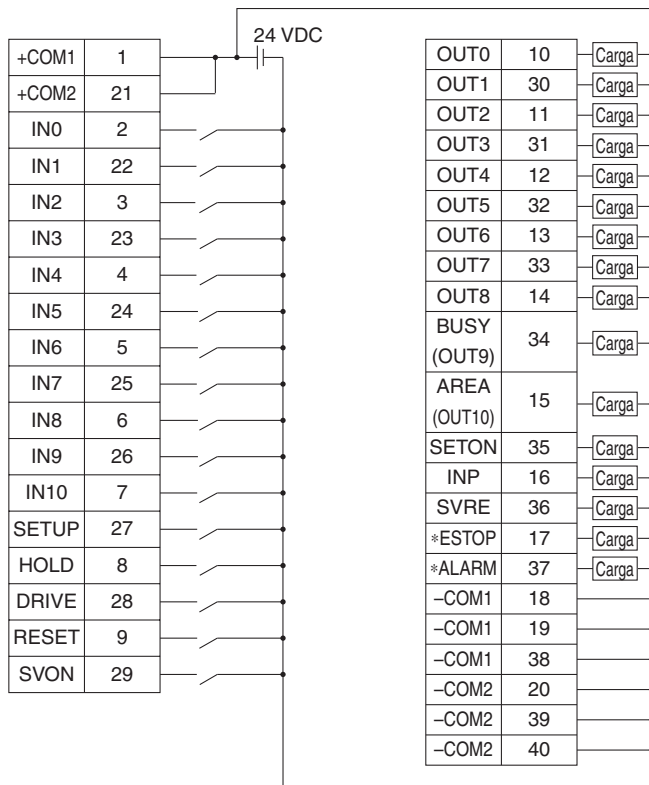 24 VDC
+COM1 1
+COM2 21
IN0 2
IN1 22
IN2 3
IN3 23
IN4 4
IN5 24
IN6 5
IN7 25
IN8 6
IN9 26
IN10 7
SETUP 27
HOLD 8
DRIVE 28
RESET 9
SVON 29
OUT0 10 Carga
OUT1 30 Carga
OUT2 11 Carga
OUT3 31 Carga
OUT4 12 Carga
OUT5 32 Carga
OUT6 13 Carga
OUT7 33 Carga
OUT8 14 Carga
BUSY
(OUT9) 34 Carga
AREA
(OUT10) 15 Carga
SETON 35 Carga
INP 16 Carga
SVRE 36 Carga
*ESTOP 17 Carga
*ALARM 37 Carga
–COM1 18
–COM1 19
–COM1 38
–COM2 20
–COM2 39
–COM2 40